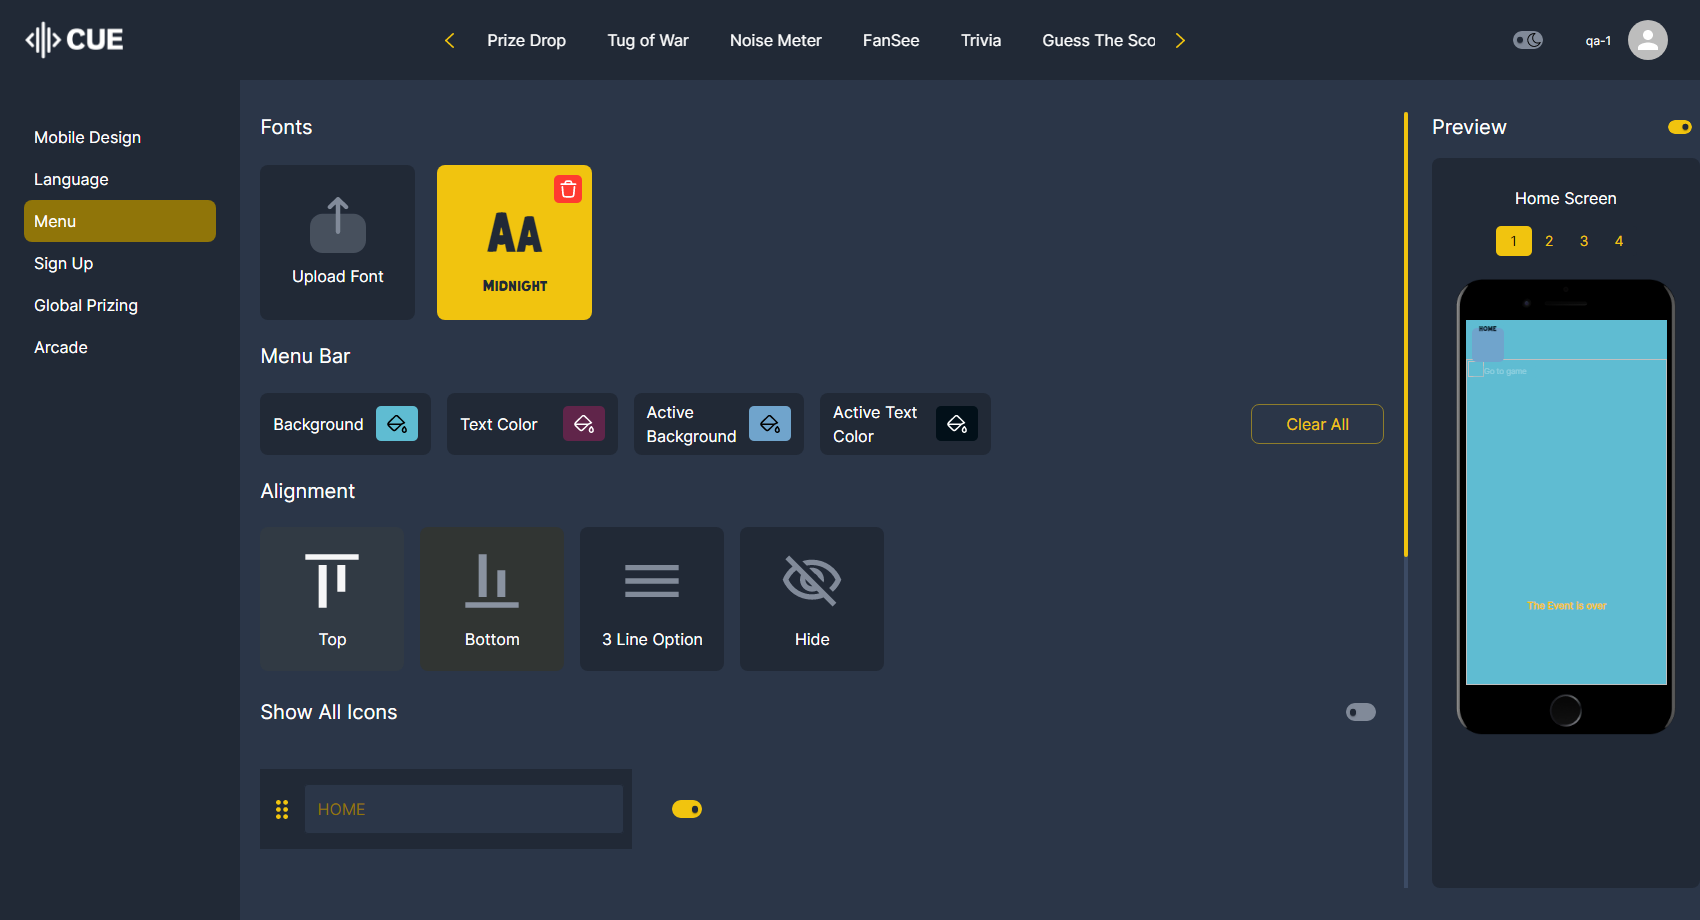 CUE
Prize Drop
Tug of War
Noise Meter
FanSee
Trivia
Guess The Sco
qa-1
Mobile Design
Language
Menu
Sign Up
Global Prizing
Arcade
Fonts
Upload Font
AA
MIDNIGHT
Menu Bar
Background
Text Color
Active
Background
Active Text
Color
Clear All
Alignment
Top
Bottom
3 Line Option
Hide
Show All Icons
HOME
Preview
Home Screen
1 2 3 4
HOME
Go to game
The Event is over